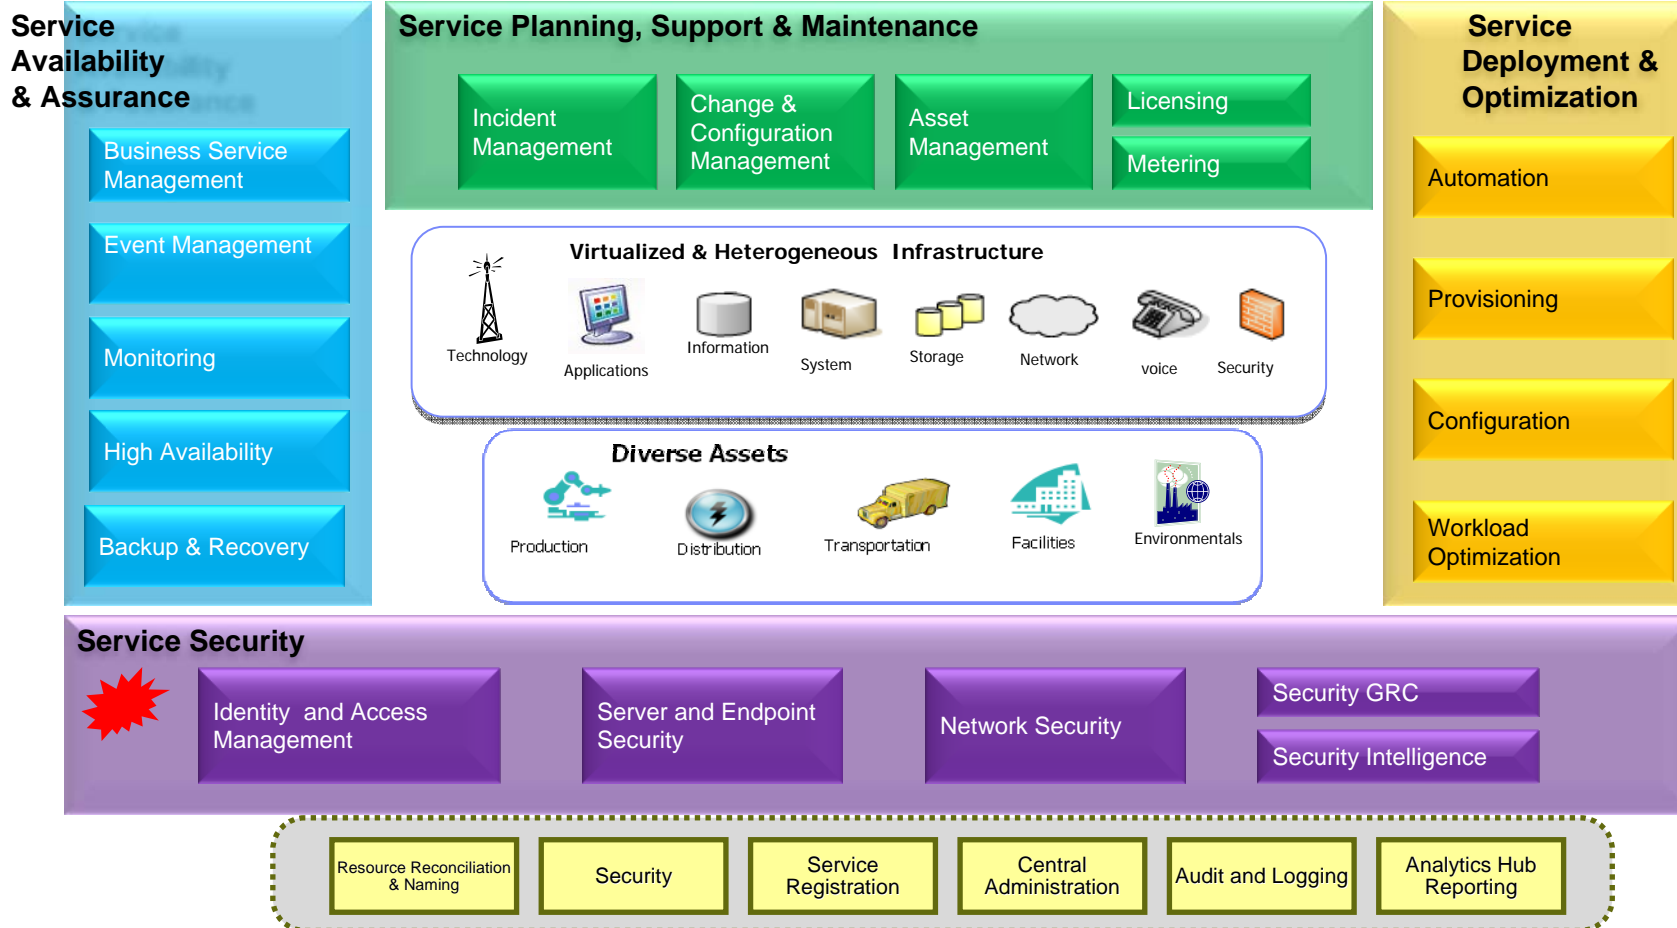 Service
Availability
& Assurance
Business Service
Management
Event Management
Monitoring
High Availability
Backup & Recovery
Service Planning, Support & Maintenance
Incident
Management
Change &
Configuration
Management
Asset
Management
Licensing
Metering
Virtualized & Heterogeneous Infrastructure
Technology
Applications
Information
System
Storage
Network
voice
Security
Diverse Assets
Production
Distribution
Transportation
Facilities
Environmentals
Service
Deployment &
Optimization
Automation
Provisioning
Configuration
Workload
Optimization
Service Security
Identity and Access
Management
Server and Endpoint
Security
Network Security
Security GRC
Security Intelligence
Resource Reconciliation
& Naming
Security
Service
Registration
Central
Administration
Audit and Logging
Analytics Hub
Reporting